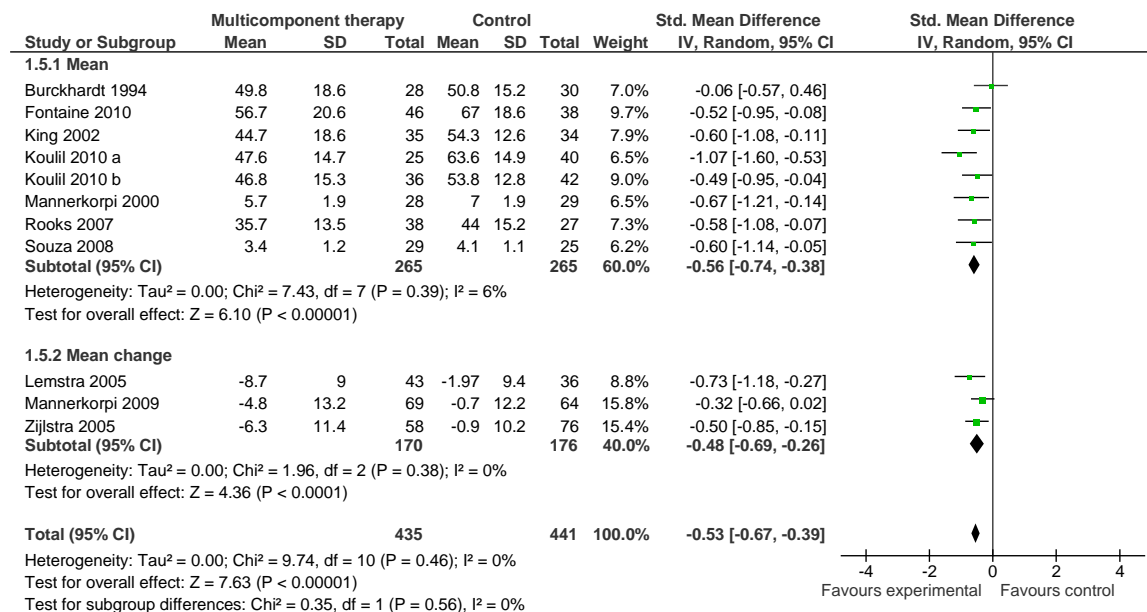 Multicomponent therapy Control Std. Mean Difference Std. Mean Difference
Study or Subgroup Mean SD Total Mean SD Total Weight IV, Random, 95% CI IV, Random, 95% CI
1.5.1 Mean
Burckhardt 1994 49.8 18.6 28 50.8 15.2 30 7.0% -0.06 [-0.57, 0.46]
Fontaine 2010 56.7 20.6 46 67 18.6 38 9.7% -0.52 [-0.95, -0.08]
King 2002 44.7 18.6 35 54.3 12.6 34 7.9% -0.60 [-1.08, -0.11]
Koulil 2010 a 47.6 14.7 25 63.6 14.9 40 6.5% -1.07 [-1.60, -0.53]
Koulil 2010 b 46.8 15.3 36 53.8 12.8 42 9.0% -0.49 [-0.95, -0.04]
Mannerkorpi 2000 5.7 1.9 28 7 1.9 29 6.5% -0.67 [-1.21, -0.14]
Rooks 2007 35.7 13.5 38 44 15.2 27 7.2% -0.58 [-1.08, -0.07]
Souza 2008 3.4 1.2 29 4.1 1.1 25 6.2% -0.60 [-1.14, -0.05]
Subtotal (95% CI) 265 265 60.0% -0.56 [-0.74, -0.38]
Heterogeneity: Tau² = 0.00; Chi² = 7.43, df = 7 (P = 0.39); I² = 6%
Test for overall effect: Z = 6.10 (P < 0.00001)
1.5.2 Mean change
Lemstra 2005 -8.7 9 43 -1.97 9.4 36 8.8% -0.73 [-1.18, -0.27]
Mannerkorpi 2009 -4.8 13.2 69 -0.7 12.2 64 15.8% -0.32 [-0.66, 0.02]
Zijlstra 2005 -6.3 11.4 58 -0.9 10.2 76 15.4% -0.50 [-0.85, -0.15]
Subtotal (95% CI) 170 176 40.0% -0.48 [-0.69, -0.26]
Heterogeneity: Tau² = 0.00; Chi² = 1.96, df = 2 (P = 0.38); I² = 0%
Test for overall effect: Z = 4.36 (P < 0.0001)
Total (95% CI) 435 441 100.0% -0.53 [-0.67, -0.39]
Heterogeneity: Tau² = 0.00; Chi² = 9.74, df = 10 (P = 0.46); I² = 0%
Test for overall effect: Z = 7.63 (P < 0.00001)
Test for subgroup differences: Chi² = 0.35, df = 1 (P = 0.56), I² = 0%
-4 -2 0 2 4
Favours experimental Favours control